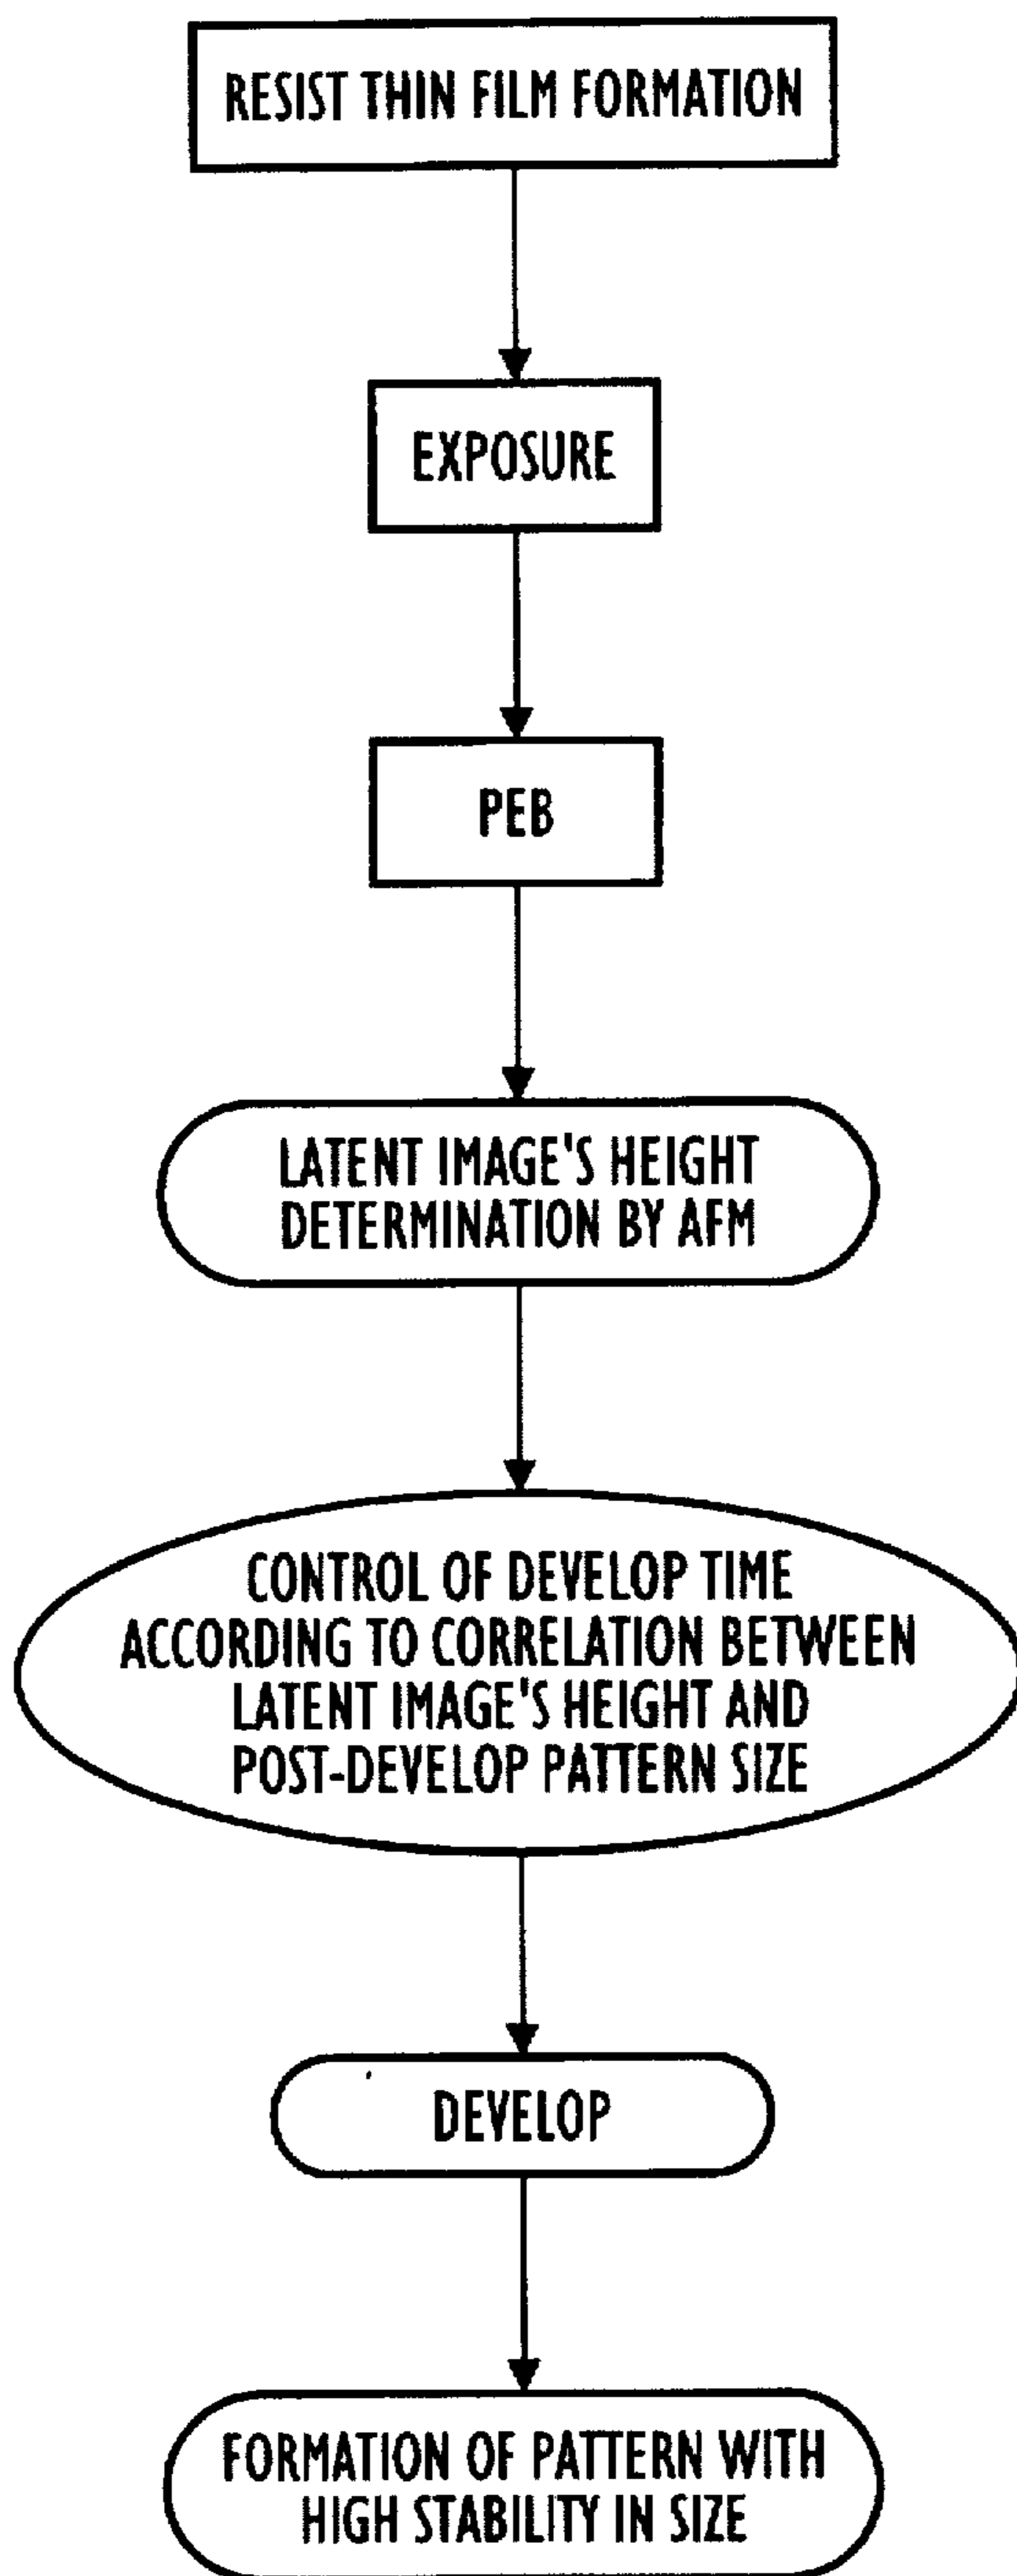 RESIST THIN FILM FORMATION
EXPOSURE
PEB
LATENT IMAGE'S HEIGHT
DETERMINATION BY AFM
CONTROL OF DEVELOP TIME
ACCORDING TO CORRELATION BETWEEN
LATENT IMAGE'S HEIGHT AND
POST-DEVELOP PATTERN SIZE
DEVELOP
FORMATION OF PATTERN WITH
HIGH STABILITY IN SIZE